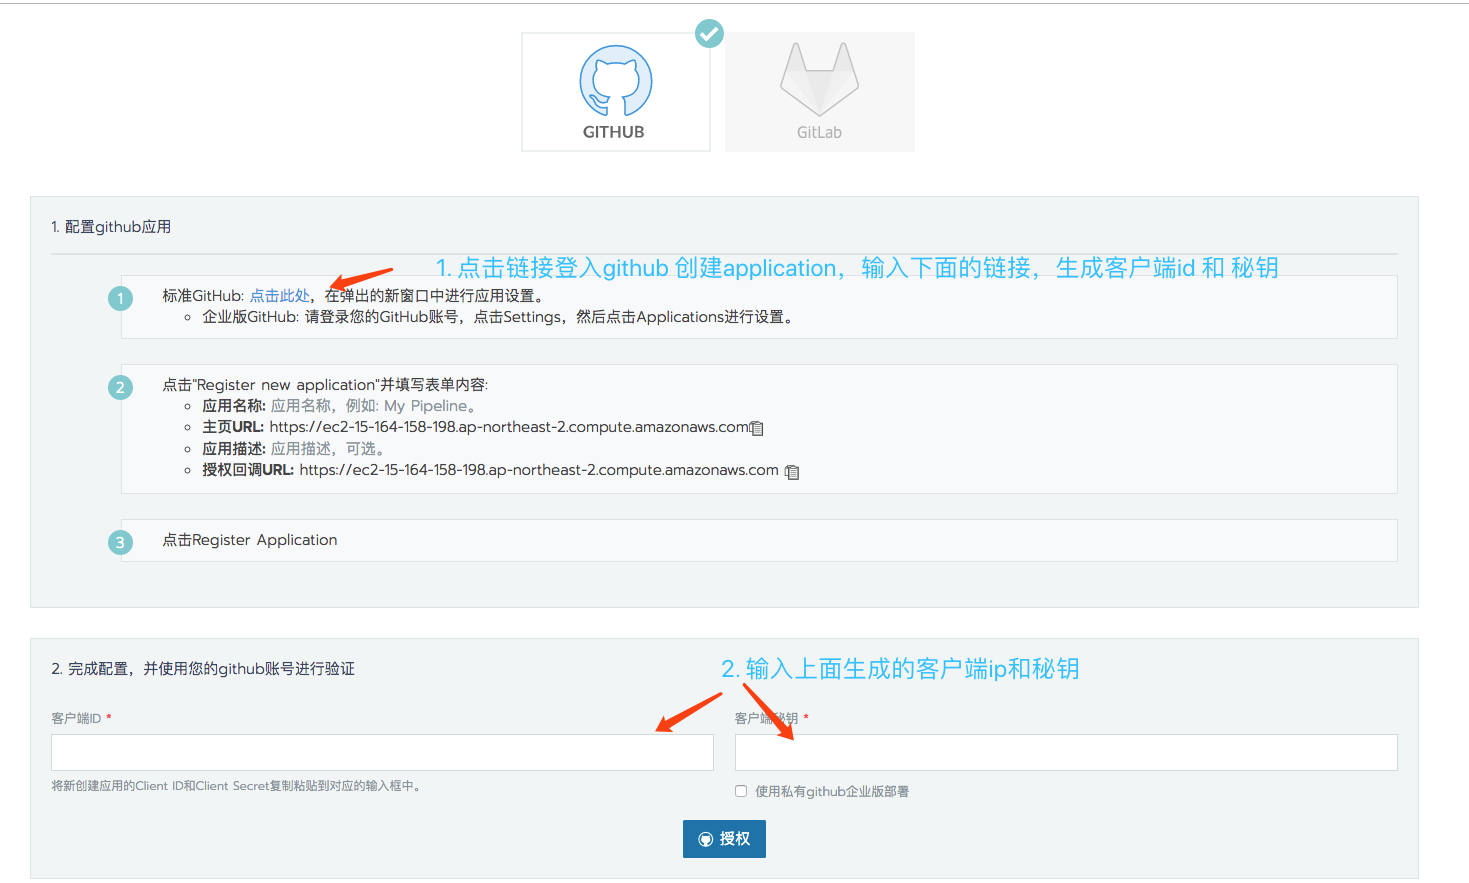 GITHUB
GitLab
1. 配置github应用
1. 点击链接登入github 创建application，输入下面的链接，生成客户端id 和 秘钥
1
标准GitHub: 点击此处，在弹出的新窗口中进行应用设置。
企业版GitHub: 请登录您的GitHub账号，点击Settings，然后点击Applications进行设置。
2
点击"Register new application"并填写表单内容:
应用名称: 应用名称，例如: My Pipeline。
主页URL: https://ec2-15-164-158-198.ap-northeast-2.compute.amazonaws.com
应用描述: 应用描述，可选。
授权回调URL: https://ec2-15-164-158-198.ap-northeast-2.compute.amazonaws.com
3
点击Register Application
2. 完成配置，并使用您的github账号进行验证
2. 输入上面生成的客户端ip和秘钥
客户端ID *
客户端秘钥 *
将新创建应用的Client ID和Client Secret复制粘贴到对应的输入框中。
使用私有github企业版部署
授权